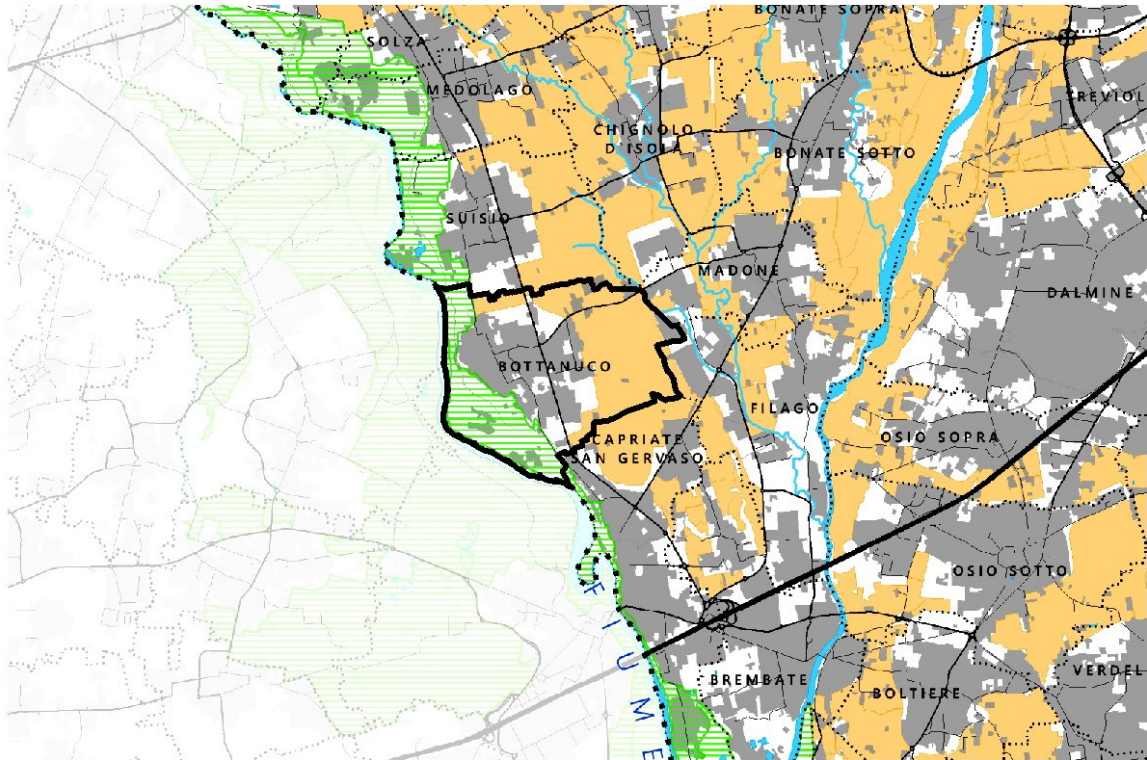 BONATE SOPRA
SOLZA
MEDOLAGO
REVIOL
CHIGNOLO
D'ISOLA
BONATE SOTTO
SUISIO
MADONE
DALMINE
BOTTANUCO
FILAGO
CAPRIATE
SAN GERVASO
OSIO SOPRA
OSIO SOTTO
FIUME
BREMBATE
BOLTIERE
VERDEL